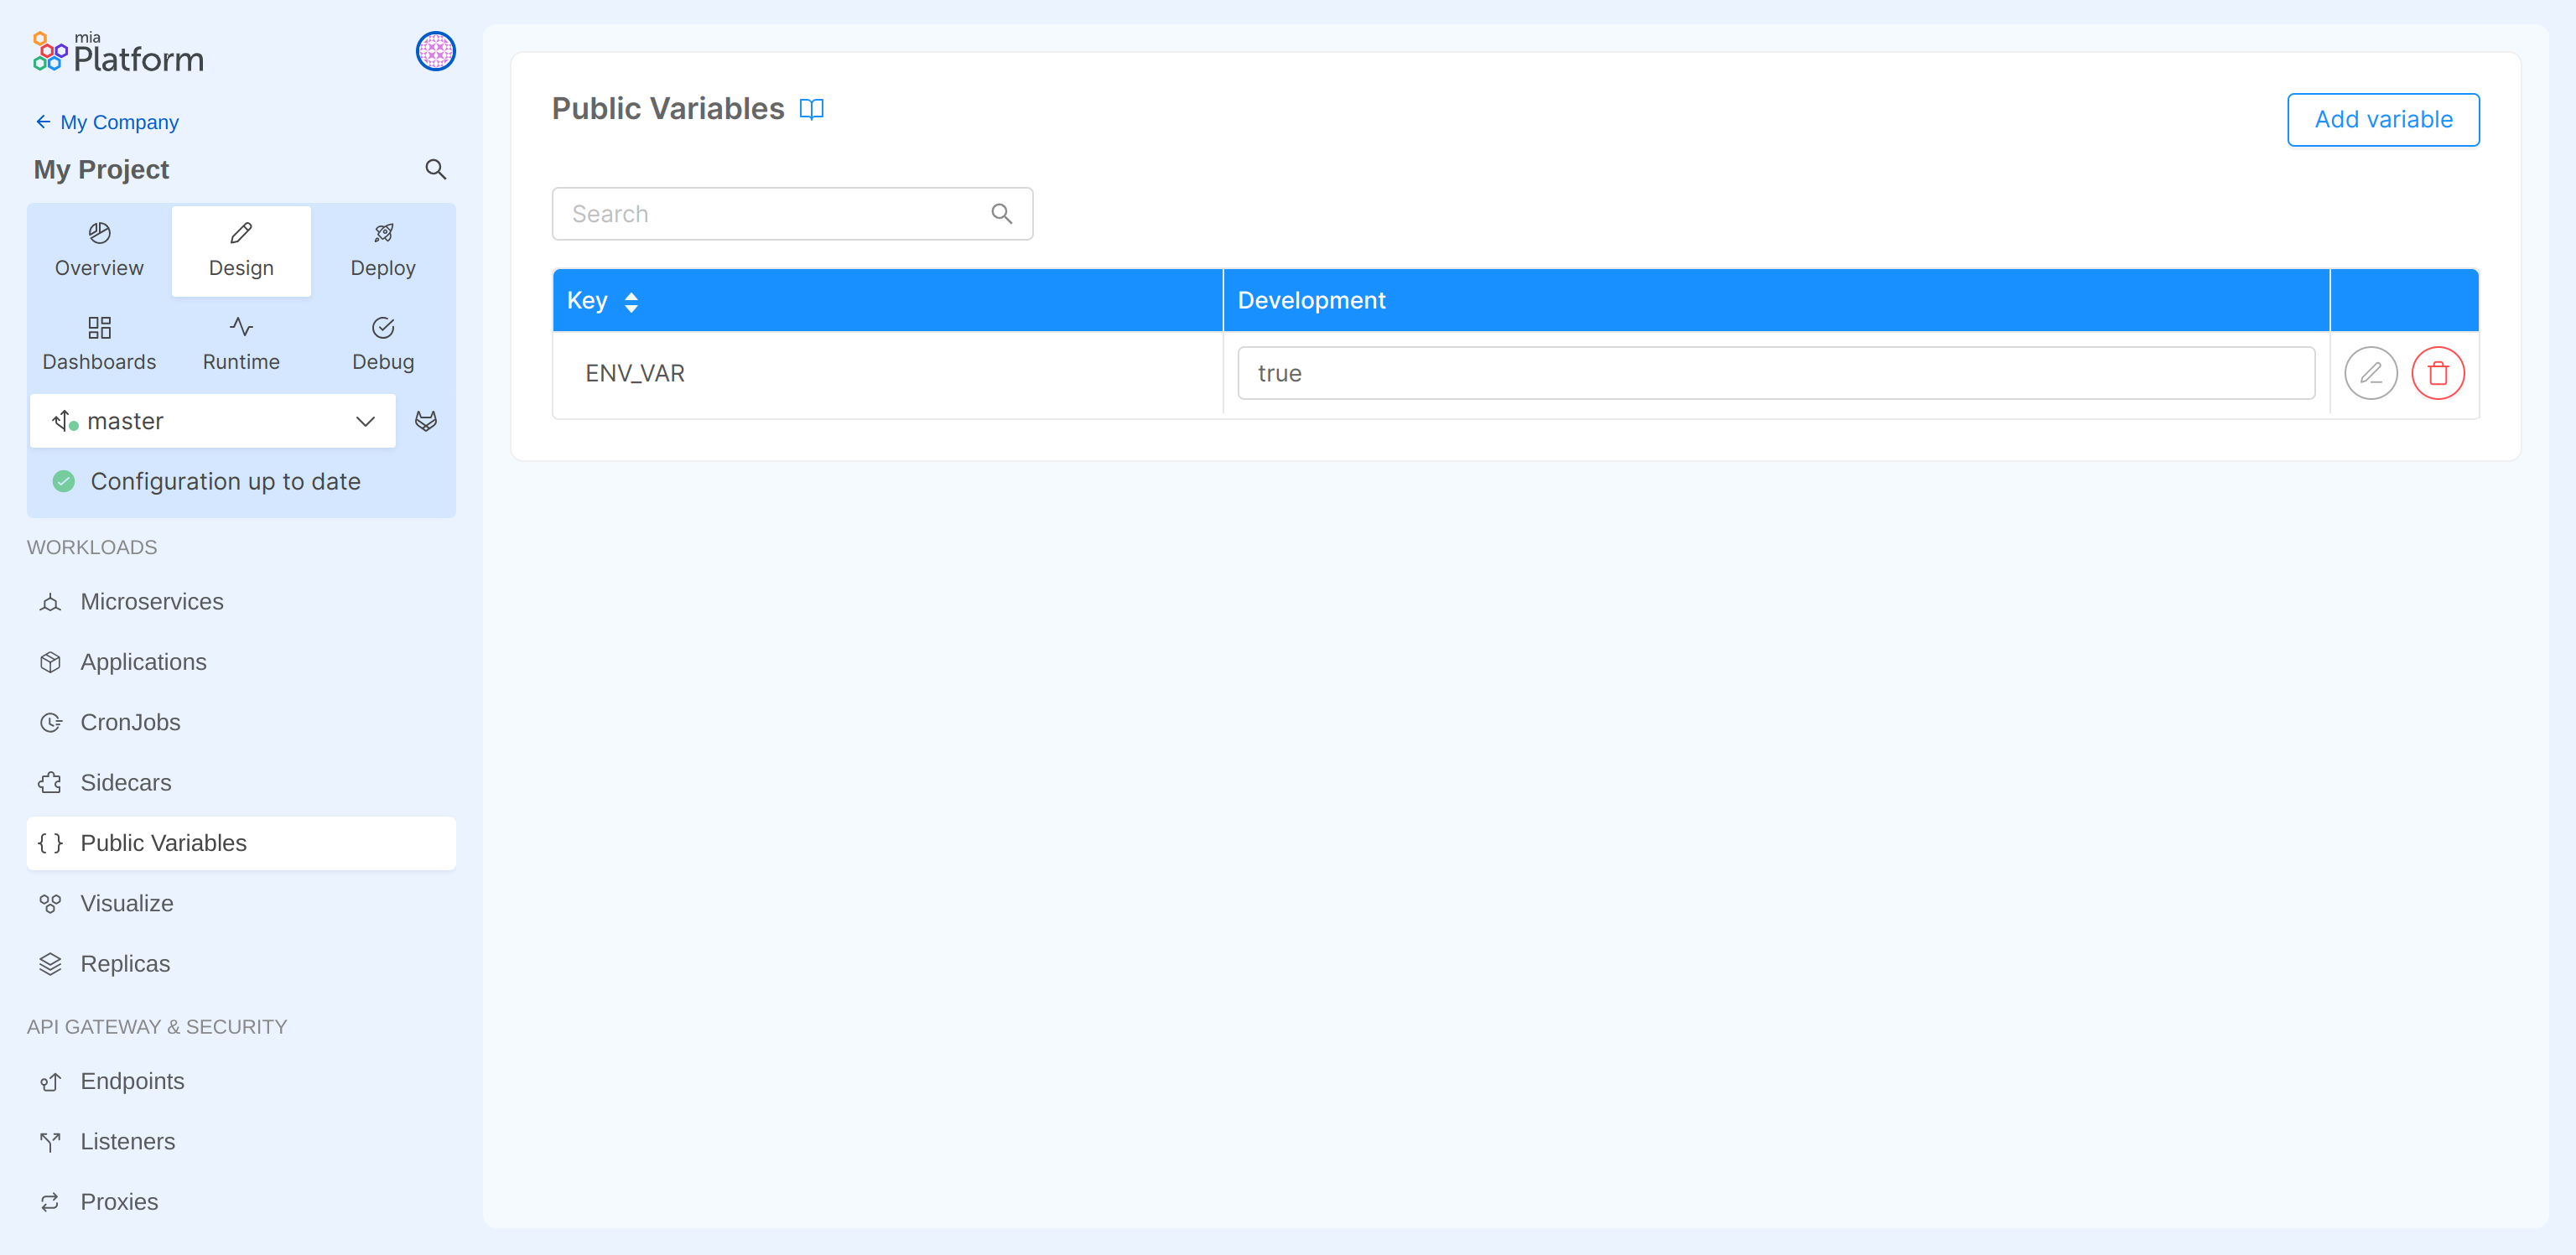 mia
Platform
My Company
My Project
Overview
Design
Deploy
Dashboards
Runtime
Debug
master
Configuration up to date
WORKLOADS
Microservices
Applications
CronJobs
Sidecars
Public Variables
Visualize
Replicas
API GATEWAY & SECURITY
Endpoints
Listeners
Proxies
Public Variables
Add variable
Search
Key
Development
ENV_VAR
true